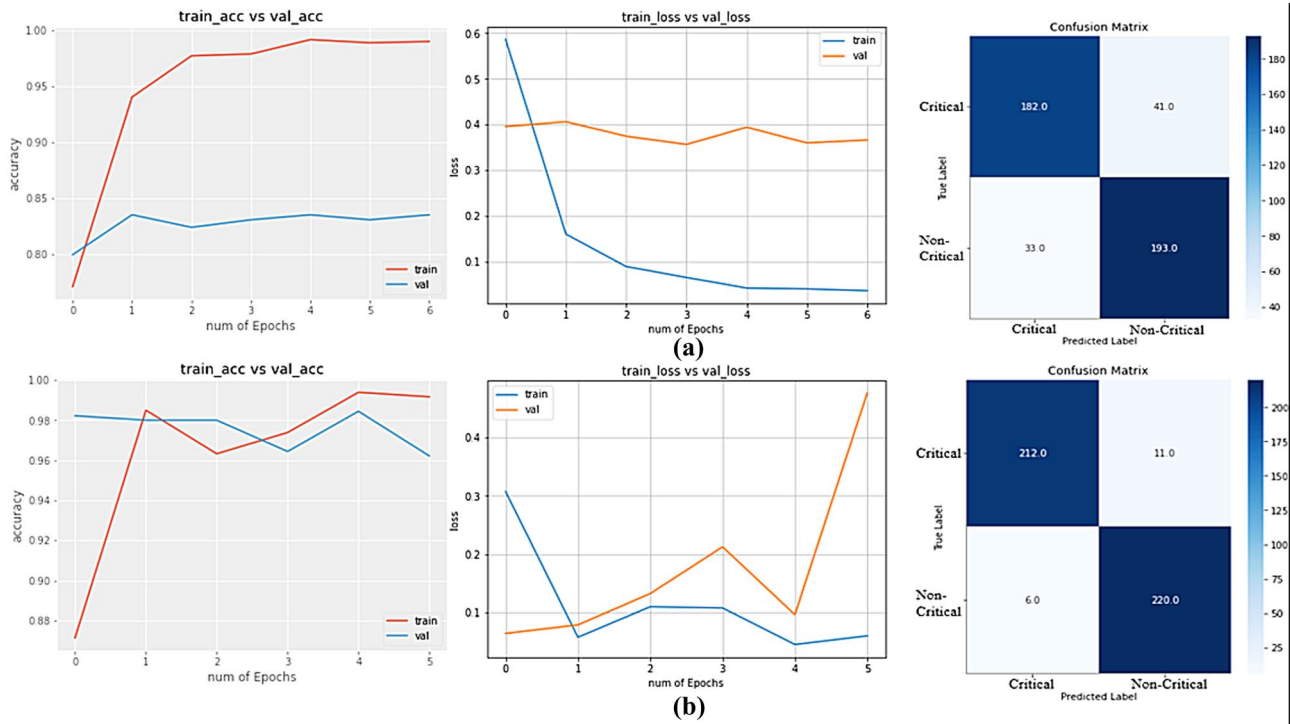 train_acc vs val_acc
1.00
0.95
0.90
0.85
0.80
accuracy
train
val
0 1 2 3 4 5 6
num of Epochs
train_loss vs val_loss
0.6
0.5
0.4
0.3
0.2
0.1
loss
train
val
0 1 2 3 4 5 6
num of Epochs
Confusion Matrix
Critical
Non-
Critical
True Label
182.0 41.0
33.0 193.0
Critical Non-Critical
Predicted Label
180
160
140
120
100
80
60
40
(a)
train_acc vs val_acc
1.00
0.98
0.96
0.94
0.92
0.90
0.88
accuracy
train
val
0 1 2 3 4 5
num of Epochs
train_loss vs val_loss
train
val
0.4
0.3
0.2
0.1
loss
0 1 2 3 4 5
num of Epochs
Confusion Matrix
Critical
Non-
Critical
True Label
212.0 11.0
6.0 220.0
Critical Non-Critical
Predicted Label
200
175
150
125
100
75
50
25
(b)